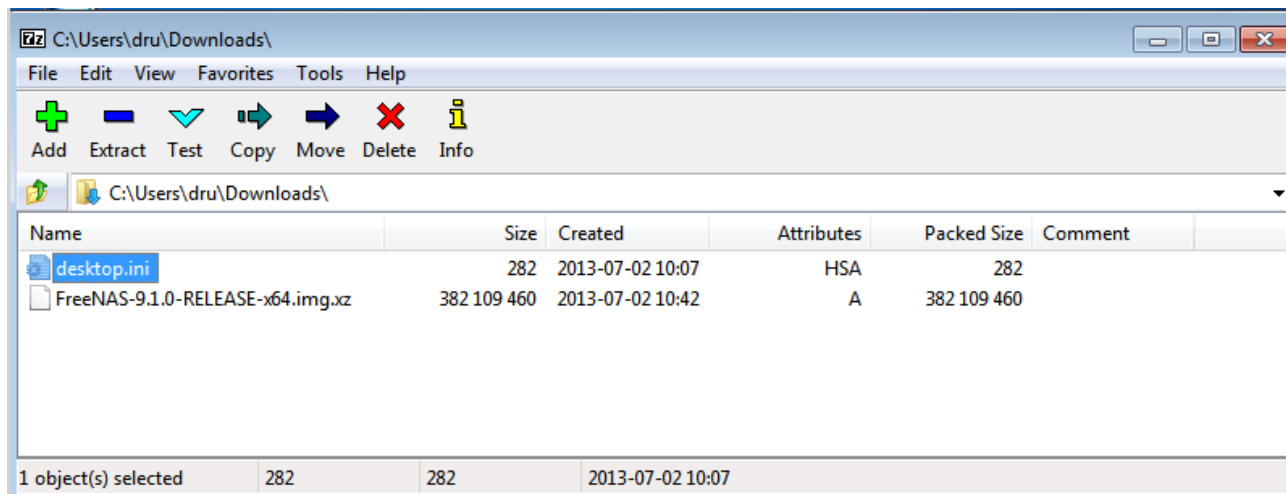 7z C:\Users\dru\Downloads\
File Edit View Favorites Tools Help
Add Extract Test Copy Move Delete Info
C:\Users\dru\Downloads\
Name Size Created Attributes Packed Size Comment
desktop.ini 282 2013-07-02 10:07 HSA 282
FreeNAS-9.1.0-RELEASE-x64.img.xz 382 109 460 2013-07-02 10:42 A 382 109 460
1 object(s) selected 282 282 2013-07-02 10:07